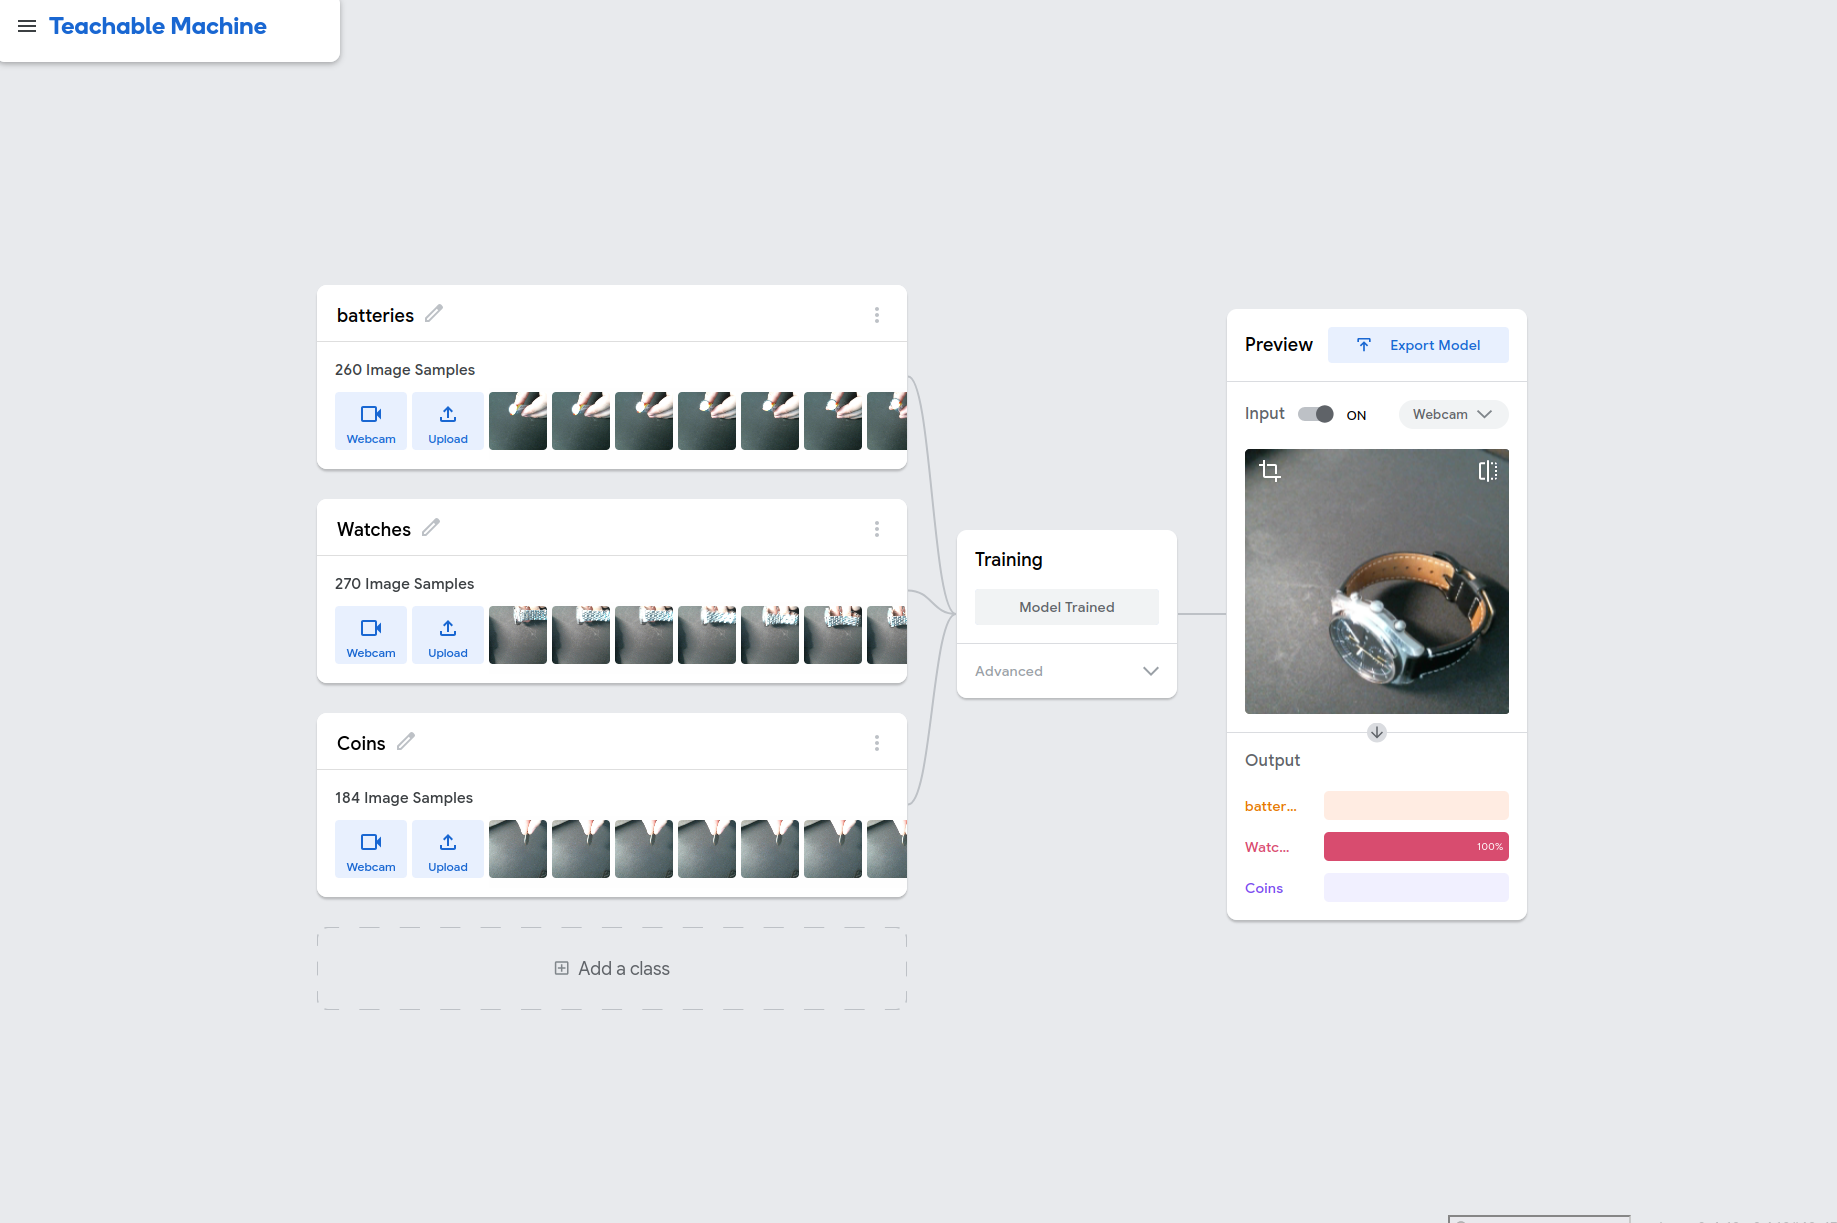 Teachable Machine
batteries
260 Image Samples
Webcam
Upload
Watches
270 Image Samples
Webcam
Upload
Coins
184 Image Samples
Webcam
Upload
Add a class
Training
Model Trained
Advanced
Preview
Export Model
Input
ON
Webcam
Output
batter...
Watc...
100%
Coins